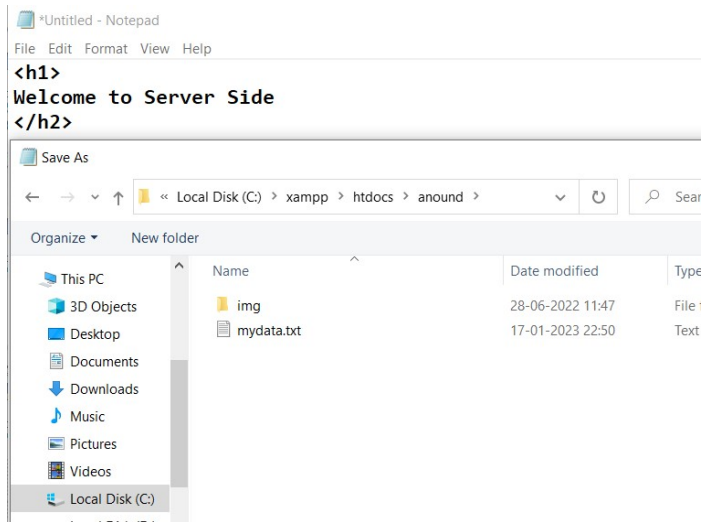 *Untitled - Notepad
File Edit Format View Help
<h1>
Welcome to Server Side
</h2>
Save As
« Local Disk (C:) > xampp > htdocs > anound >
Organize New folder
Name Date modified
This PC
3D Objects
img 28-06-2022 11:47 File
Desktop
mydata.txt 17-01-2023 22:50 Text
Documents
Downloads
Music
Pictures
Videos
Local Disk (C:)